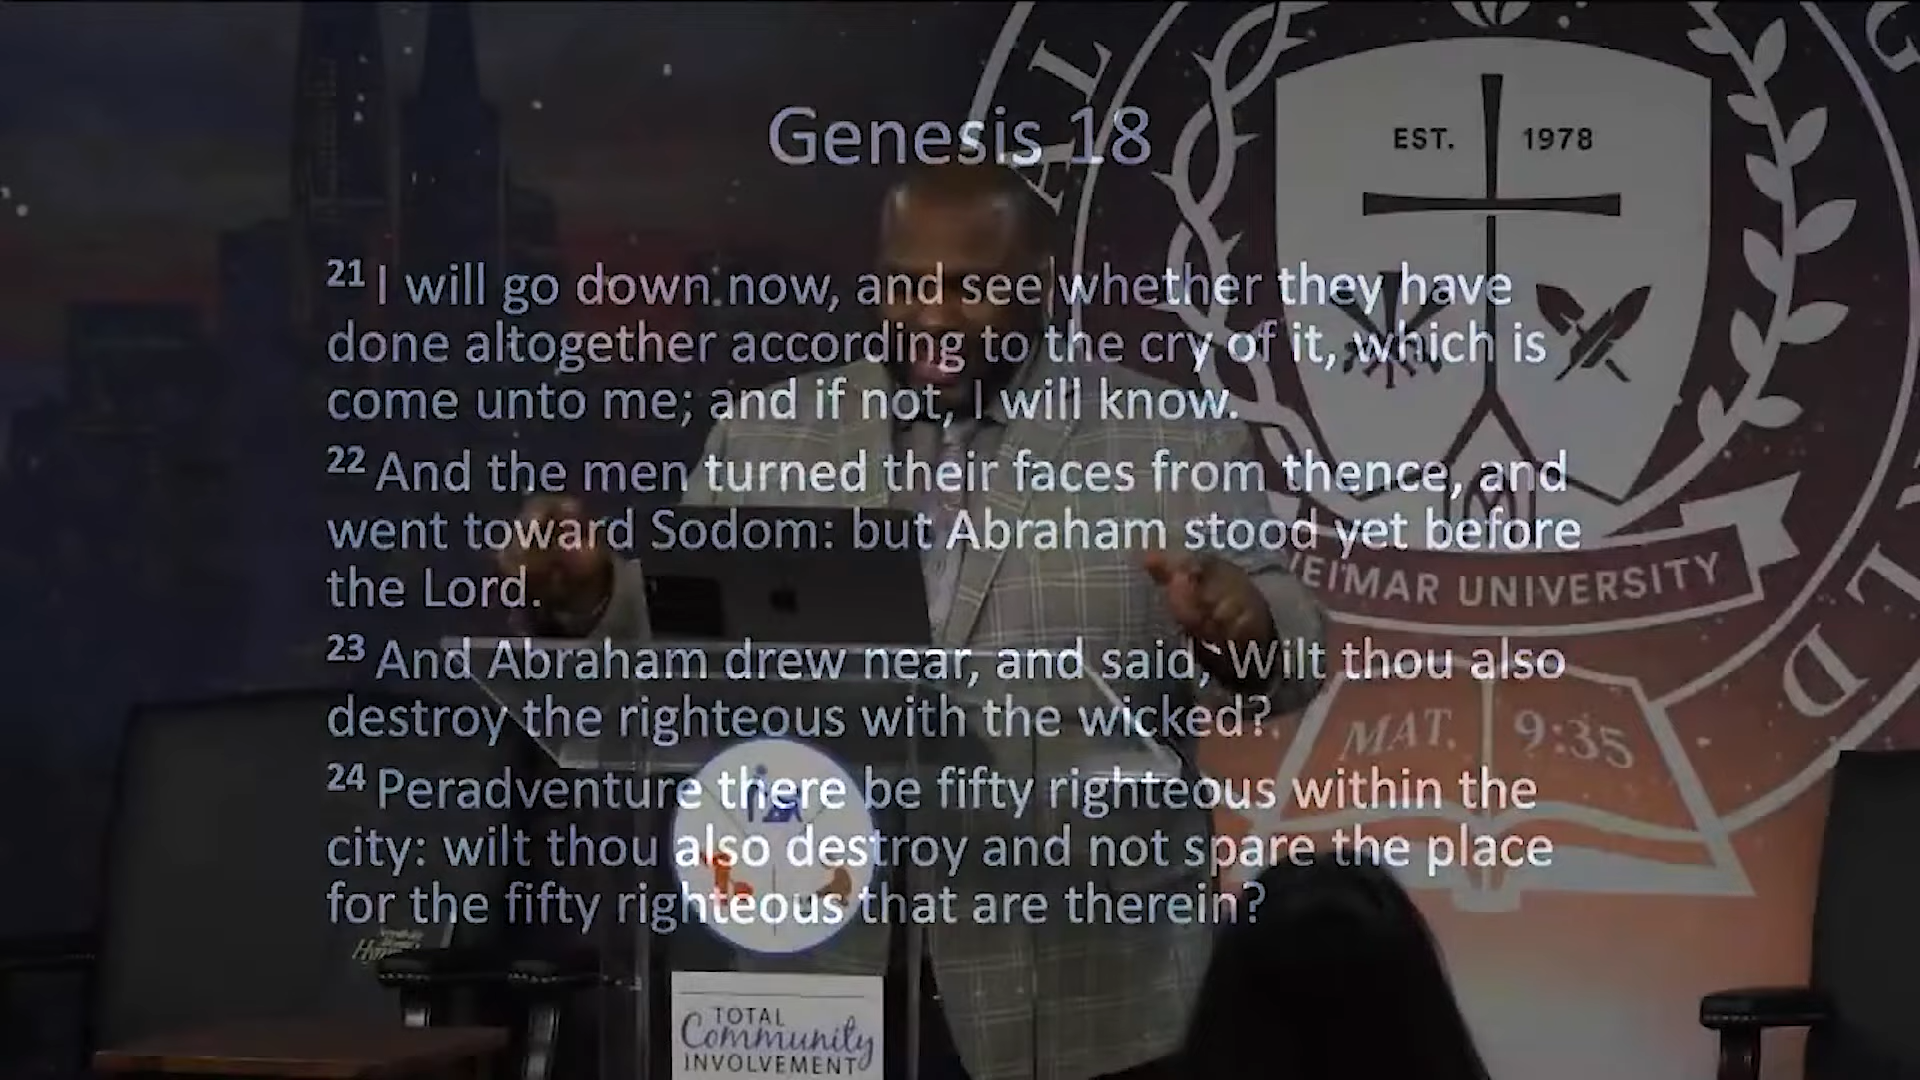 Genesis 18
21 I will go down now, and see whether they have
done altogether according to the cry of it, which is
come unto me; and if not, I will know.
22 And the men turned their faces from thence, and
went toward Sodom: but Abraham stood yet before
the Lord.
23 And Abraham drew near, and said, Wilt thou also
destroy the righteous with the wicked?
24 Peradventure there be fifty righteous within the
city: wilt thou also destroy and not spare the place
for the fifty righteous that are therein?
EST. 1978
EIMAR UNIVERSITY
MAT. 9:35
TOTAL
Community
INVOLVEMENT